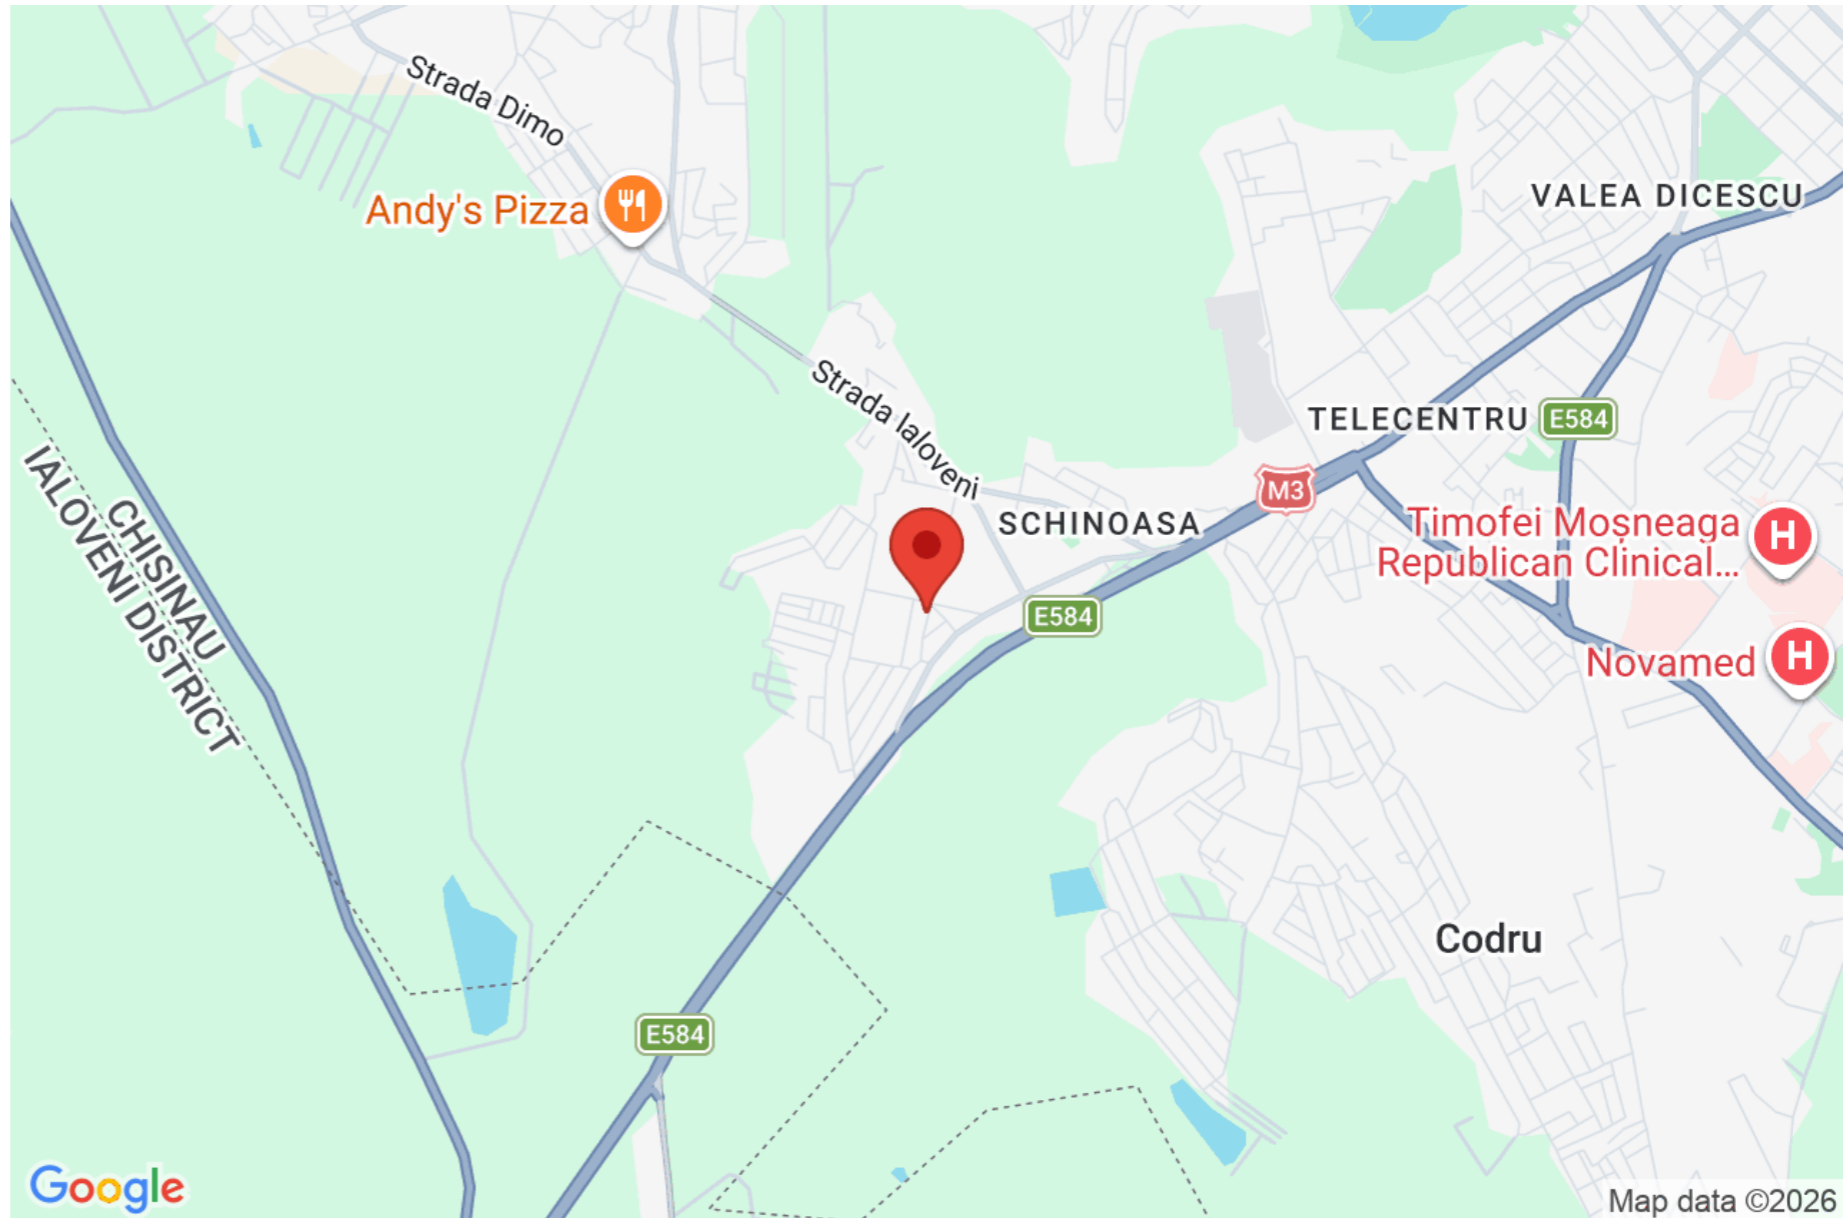 Strada Dimo
Andy's Pizza
VALEA DICESCU
Strada Ialoveni
TELECENTRU
E584
M3
SCHINOASA
Timofei Moșneaga
Republican Clinical...
H
CHISINAU
IALOVENI DISTRICT
E584
Novamed
H
Codru
E584
Google
Map data ©2026